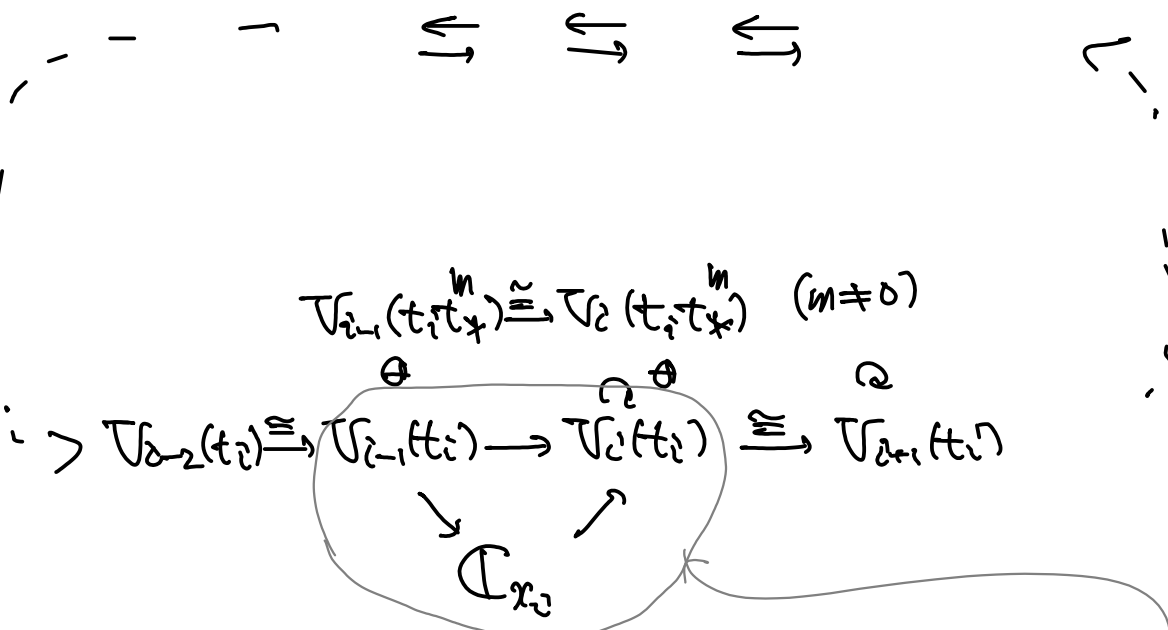 V_{i-1}(t_i t_*^m) ≅→ V_i(t_i t_*^m) (m≠0)
⊕ ⊕
V_{i-2}(t_i) ≅→ V_{i-1}(t_i) → V_i(t_i) ≅→ V_{i+1}(t_i)
↘ ↗
ℂ_{x_i}